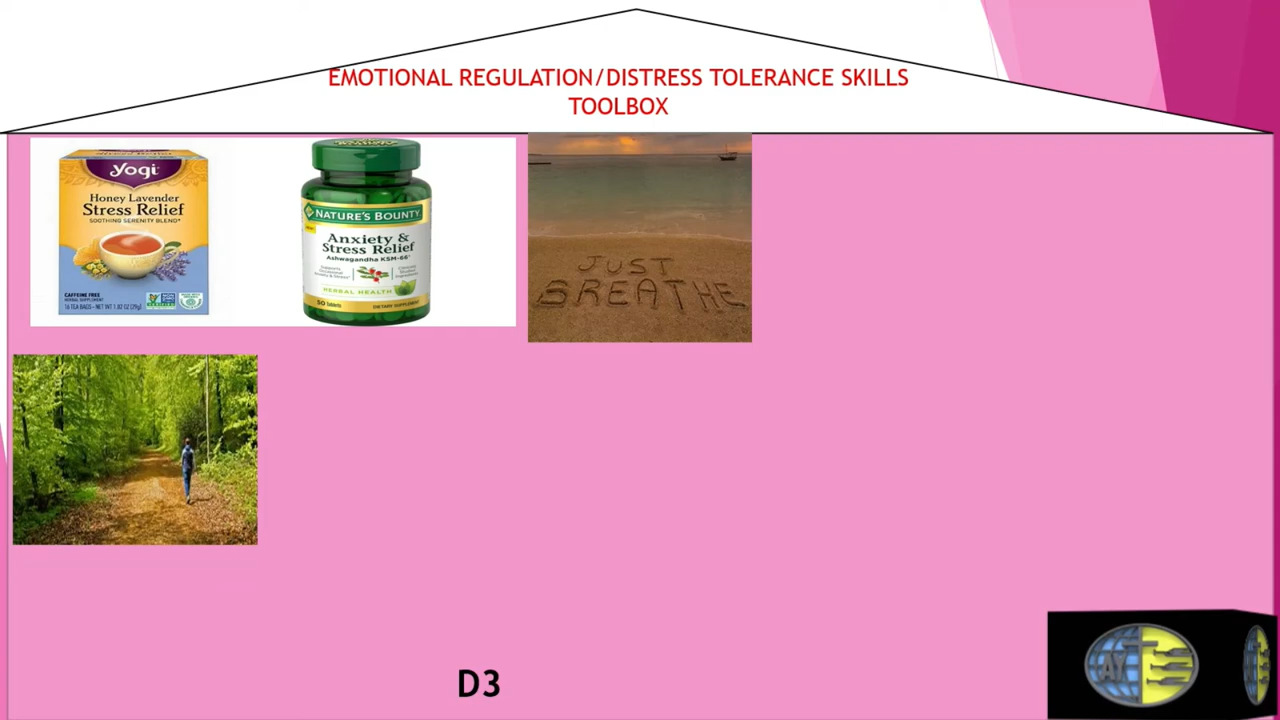 EMOTIONAL REGULATION/DISTRESS TOLERANCE SKILLS
TOOLBOX
yogi
Honey Lavender
Stress Relief
SOOTHING SERENITY BLEND*
CAFFEINE FREE
HERBAL SUPPLEMENT
16 TEA BAGS • NET WT 1.02 OZ (29g)
NATURE'S BOUNTY
Anxiety &
Stress Relief
Ashwagandha KSM-66
HERBAL HEALTH
50 Tablets
DIETARY SUPPLEMENT
JUST
BREATHE
D3
AY